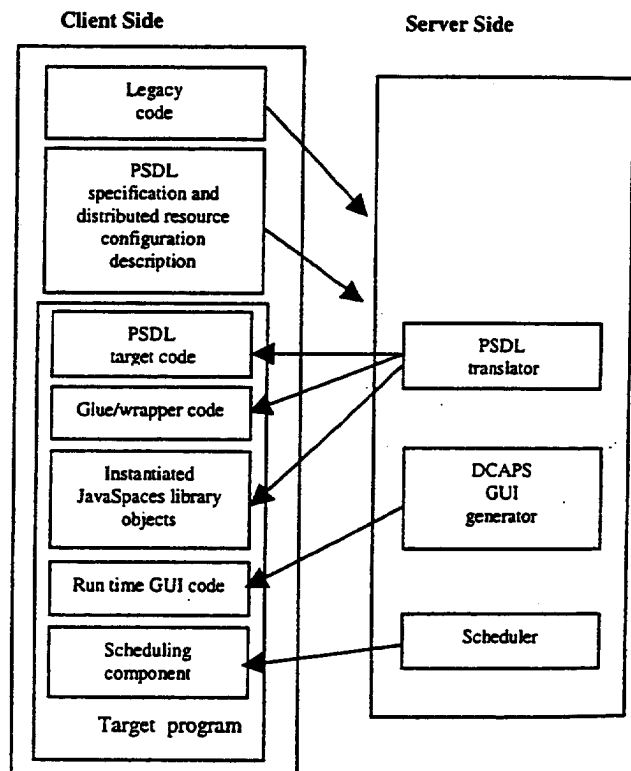 Client Side
Server Side
Legacy
code
PSDL
specification and
distributed resource
configuration
description
PSDL
target code
Glue/wrapper code
Instantiated
JavaSpaces library
objects
Run time GUI code
Scheduling
component
Target program
PSDL
translator
DCAPS
GUI
generator
Scheduler